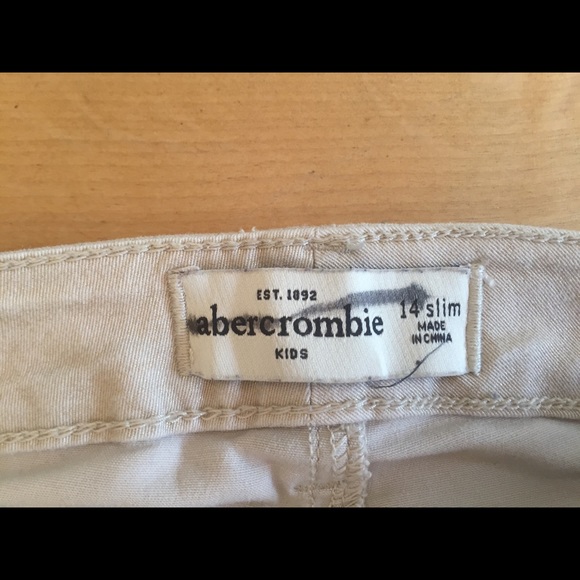 EST. 1892
abercrombie
KIDS
14 slim
MADE
IN CHINA